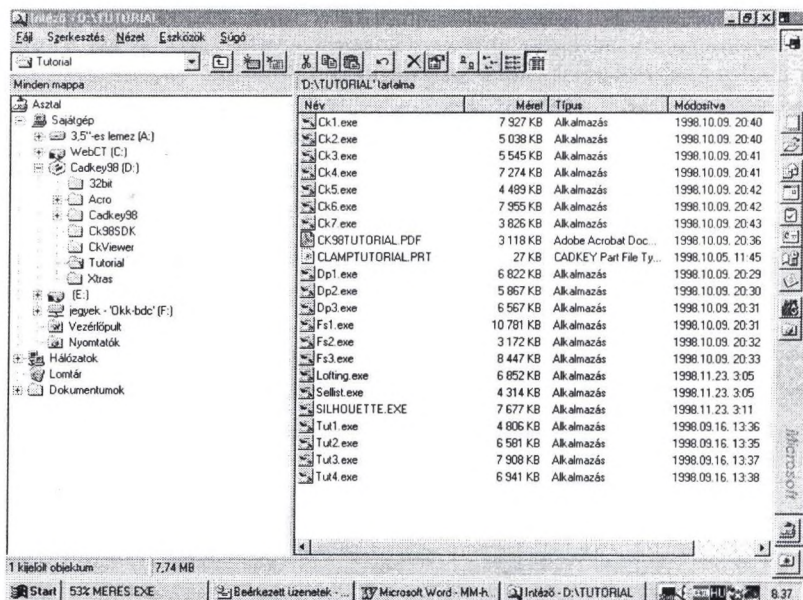 Intéző - D:\TUTORIAL
Fájl Szerkesztés Nézet Eszközök Súgó
Tutorial
Minden mappa
'D:\TUTORIAL' tartalma
Asztal
Sajátgép
3,5''-es lemez (A:)
WebCT (C:)
Cadkey98 (D:)
32bit
Acro
Cadkey98
Ck98SDK
CkViewer
Tutorial
Xtras
(E:)
jegyek - 'Okk-bdc' (F:)
Vezérlőpult
Nyomtatók
Hálózatok
Lomtár
Dokumentumok
Név Méret Típus Módosítva
Ck1.exe 7 927 KB Alkalmazás 1998.10.09. 20:40
Ck2.exe 5 038 KB Alkalmazás 1998.10.09. 20:40
Ck3.exe 5 545 KB Alkalmazás 1998.10.09. 20:41
Ck4.exe 7 274 KB Alkalmazás 1998.10.09. 20:41
Ck5.exe 4 489 KB Alkalmazás 1998.10.09. 20:42
Ck6.exe 7 955 KB Alkalmazás 1998.10.09. 20:42
Ck7.exe 3 826 KB Alkalmazás 1998.10.09. 20:43
CK98TUTORIAL.PDF 3 118 KB Adobe Acrobat Doc... 1998.10.09. 20:36
CLAMPTUTORIAL.PRT 27 KB CADKEY Part File Ty... 1998.10.05. 11:45
Dp1.exe 6 822 KB Alkalmazás 1998.10.09. 20:29
Dp2.exe 5 867 KB Alkalmazás 1998.10.09. 20:30
Dp3.exe 6 567 KB Alkalmazás 1998.10.09. 20:31
Fs1.exe 10 781 KB Alkalmazás 1998.10.09. 20:31
Fs2.exe 3 172 KB Alkalmazás 1998.10.09. 20:32
Fs3.exe 8 447 KB Alkalmazás 1998.10.09. 20:33
Lofting.exe 6 852 KB Alkalmazás 1998.11.23. 3:05
Sellist.exe 4 314 KB Alkalmazás 1998.11.23. 3:05
SILHOUETTE.EXE 7 677 KB Alkalmazás 1998.11.23. 3:11
Tut1.exe 4 806 KB Alkalmazás 1998.09.16. 13:36
Tut2.exe 6 581 KB Alkalmazás 1998.09.16. 13:35
Tut3.exe 7 908 KB Alkalmazás 1998.09.16. 13:37
Tut4.exe 6 941 KB Alkalmazás 1998.09.16. 13:38
Microsoft
1 kijelölt objektum 7,74 MB
Start 53% MERES.EXE Beérkezett üzenetek - ... Microsoft Word - MM-h... Intéző - D:\TUTORIAL HU 8.37